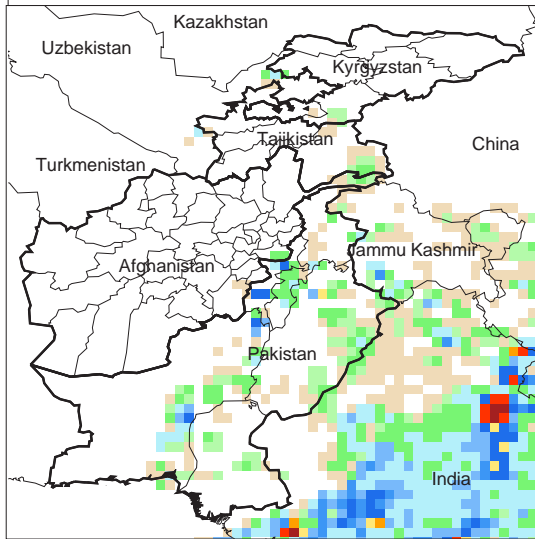 Kazakhstan
Uzbekistan
Kyrgyzstan
Tajikistan
China
Turkmenistan
Jammu Kashmir
Afghanistan
Pakistan
India